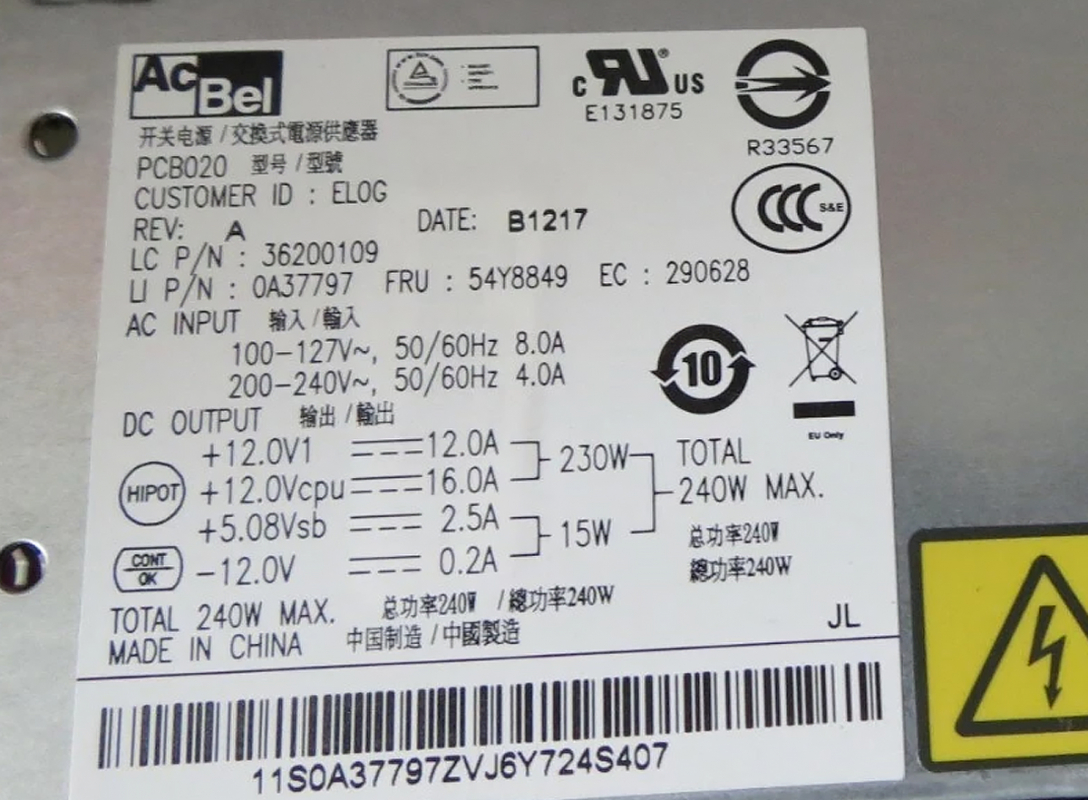 AcBel
c RU US
E131875
R33567
开关电源 / 交換式電源供應器
PCB020 型号 / 型號
CUSTOMER ID : ELOG
CCC S&E
REV: A DATE: B1217
LC P/N : 36200109
LI P/N : 0A37797 FRU : 54Y8849 EC : 290628
AC INPUT 输入 / 輸入
100-127V~, 50/60Hz 8.0A
200-240V~, 50/60Hz 4.0A
10
EU Only
DC OUTPUT 输出 / 輸出
+12.0V1 12.0A
230W
TOTAL
HIPOT
+12.0Vcpu 16.0A
240W MAX.
+5.08Vsb 2.5A
15W
总功率240W
CONT
OK
-12.0V 0.2A
總功率240W
TOTAL 240W MAX. 总功率240W / 總功率240W
MADE IN CHINA 中国制造 / 中國製造
JL
11S0A37797ZVJ6Y724S407